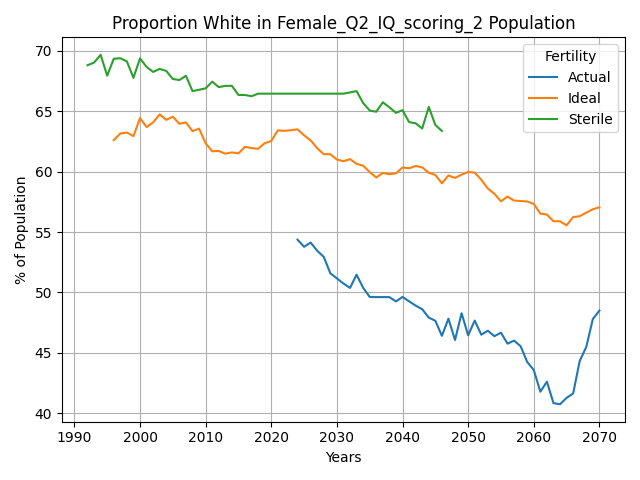 Proportion White in Female_Q2_IQ_scoring_2 Population
% of Population
70
65
60
55
50
45
40
Fertility
Actual
Ideal
Sterile
1990 2000 2010 2020 2030 2040 2050 2060 2070
Years